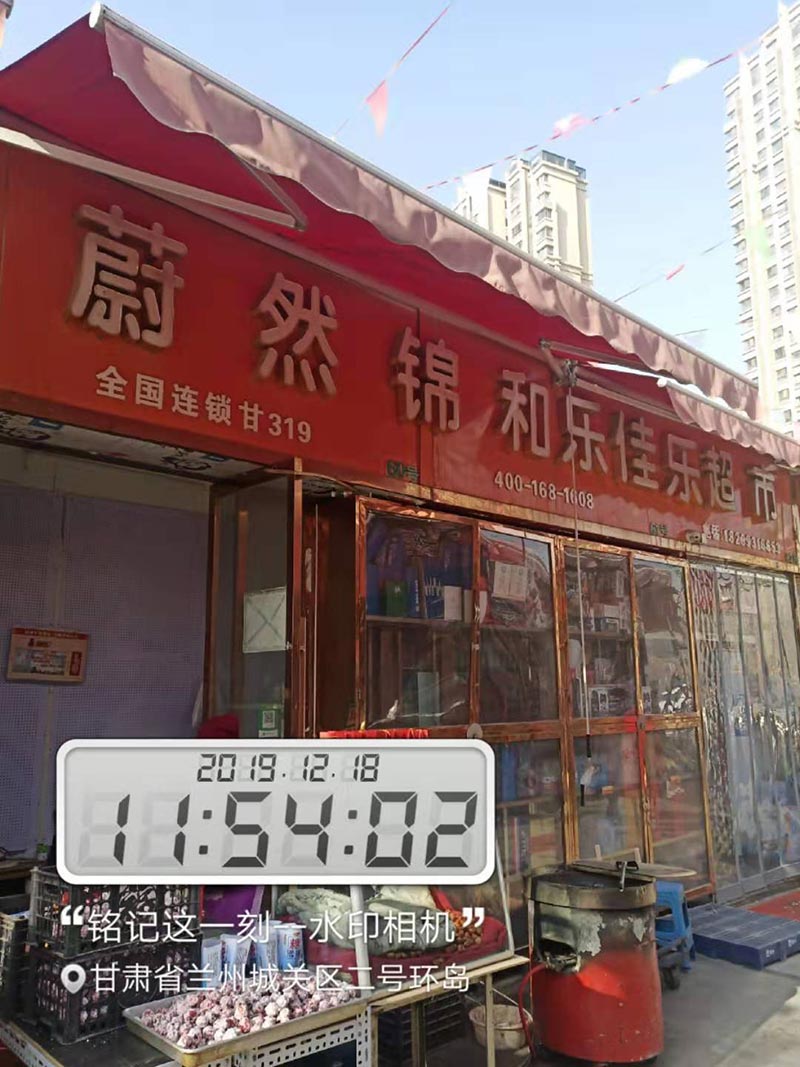 蔚然锦和乐佳乐超市
全国连锁甘319
400-168-1008
2019.12.18
11:54:02
“铭记这一刻—水印相机”
甘肃省兰州城关区二号环岛